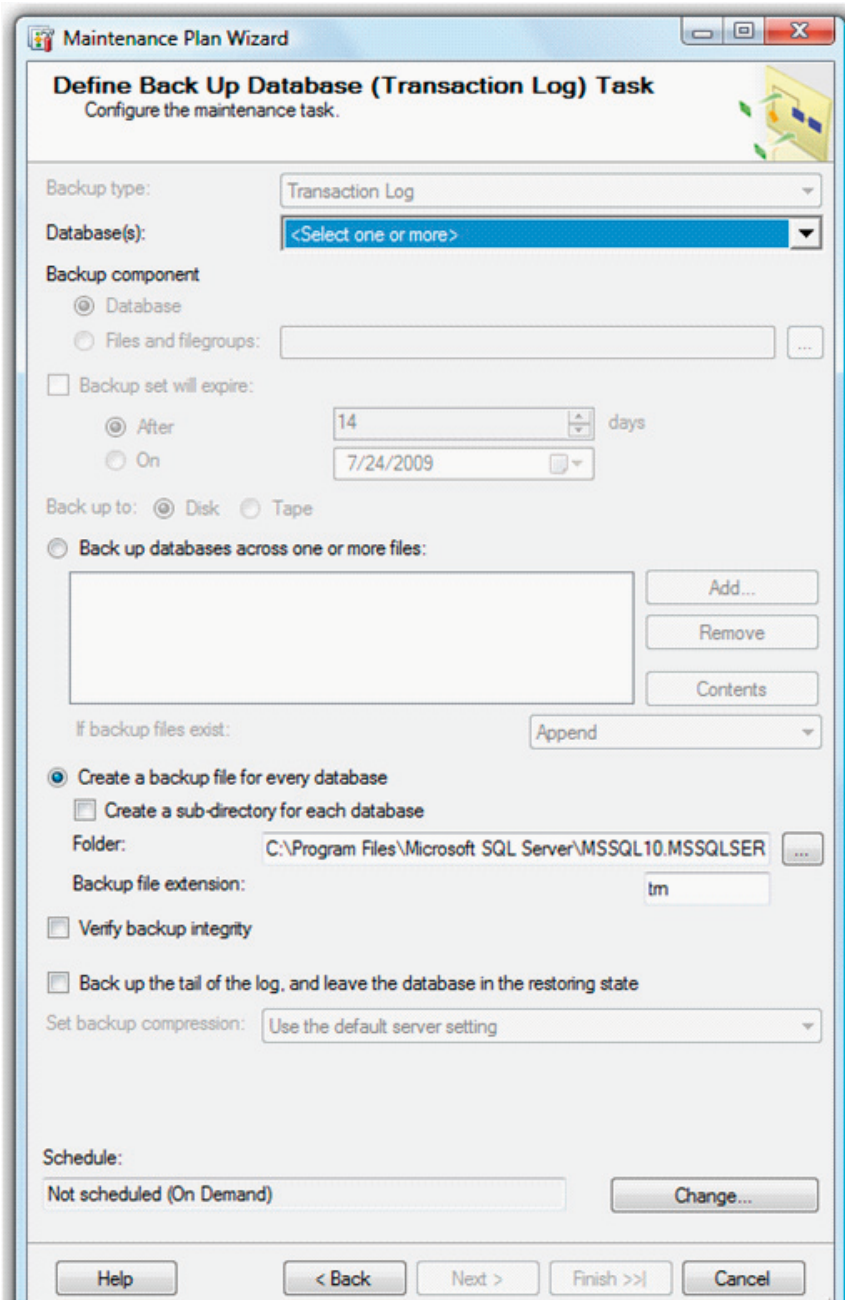 Maintenance Plan Wizard
Define Back Up Database (Transaction Log) Task
Configure the maintenance task.
Backup type: Transaction Log
Database(s): <Select one or more>
Backup component
Database
Files and filegroups: ...
Backup set will expire:
After 14 days
On 7/24/2009
Back up to: Disk Tape
Back up databases across one or more files:
Add...
Remove
Contents
If backup files exist: Append
Create a backup file for every database
Create a sub-directory for each database
Folder: C:\Program Files\Microsoft SQL Server\MSSQL10.MSSQLSER ...
Backup file extension: trn
Verify backup integrity
Back up the tail of the log, and leave the database in the restoring state
Set backup compression: Use the default server setting
Schedule:
Not scheduled (On Demand) Change...
Help < Back Next > Finish >>| Cancel